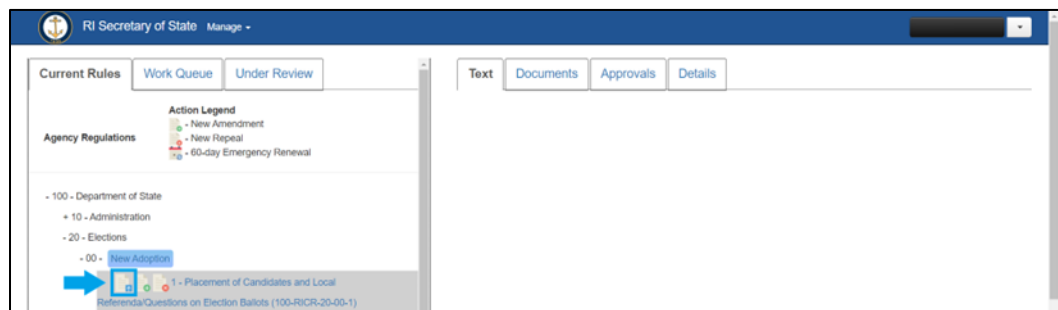 RI Secretary of State Manage
Current Rules Work Queue Under Review
Text Documents Approvals Details
Action Legend
- New Amendment
Agency Regulations - New Repeal
- 60-day Emergency Renewal
- 100 - Department of State
+ 10 - Administration
- 20 - Elections
- 00 - New Adoption
1 - Placement of Candidates and Local
Referenda/Questions on Election Ballots (100-RICR-20-00-1)